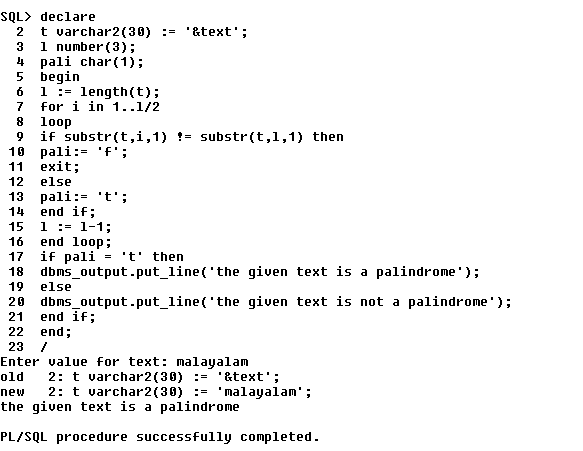 SQL> declare
  2  t varchar2(30) := '&text';
  3  l number(3);
  4  pali char(1);
  5  begin
  6  l := length(t);
  7  for i in 1..l/2
  8  loop
  9  if substr(t,i,1) != substr(t,l,1) then
 10  pali:= 'f';
 11  exit;
 12  else
 13  pali:= 't';
 14  end if;
 15  l := l-1;
 16  end loop;
 17  if pali = 't' then
 18  dbms_output.put_line('the given text is a palindrome');
 19  else
 20  dbms_output.put_line('the given text is not a palindrome');
 21  end if;
 22  end;
 23  /
Enter value for text: malayalam
old   2: t varchar2(30) := '&text';
new   2: t varchar2(30) := 'malayalam';
the given text is a palindrome
PL/SQL procedure successfully completed.